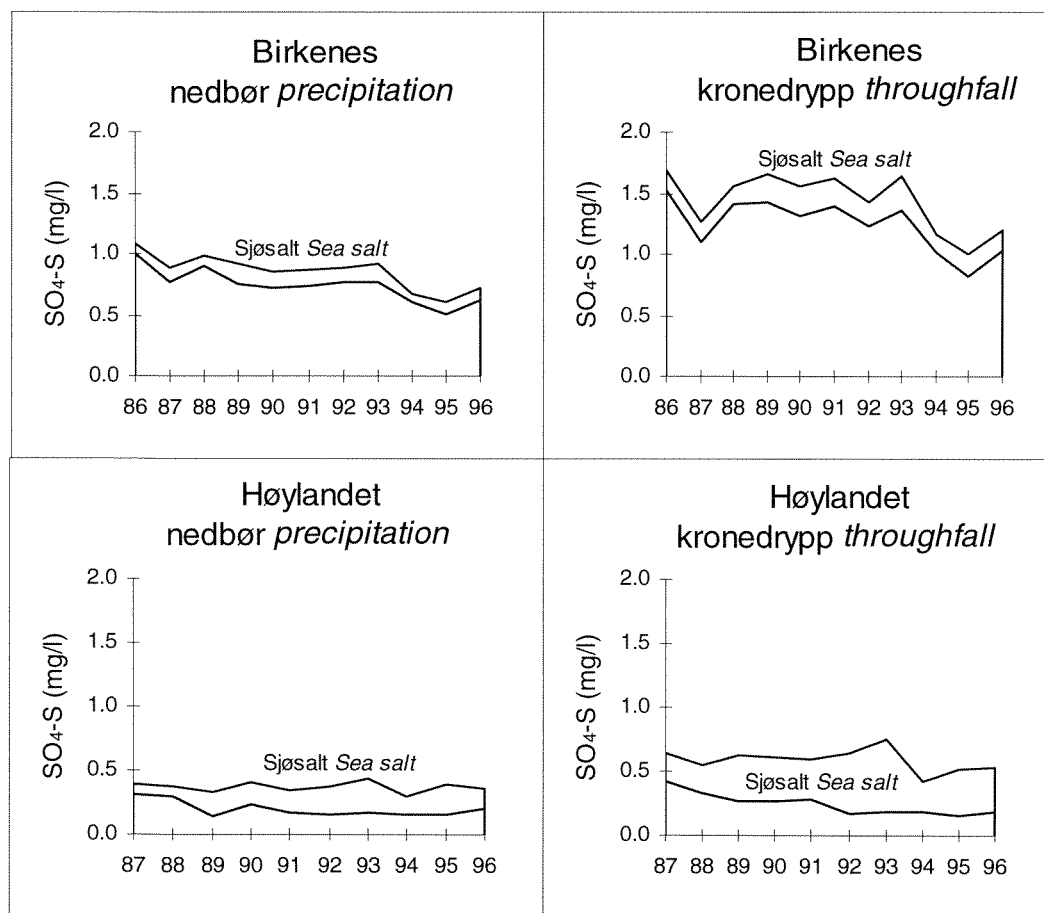 Birkenes
nedbør precipitation
SO₄-S (mg/l)
2.0
1.5
1.0
0.5
0.0
Sjøsalt Sea salt
86 87 88 89 90 91 92 93 94 95 96
Birkenes
kronedrypp throughfall
SO₄-S (mg/l)
2.0
1.5
1.0
0.5
0.0
Sjøsalt Sea salt
86 87 88 89 90 91 92 93 94 95 96
Høylandet
nedbør precipitation
SO₄-S (mg/l)
2.0
1.5
1.0
0.5
0.0
Sjøsalt Sea salt
87 88 89 90 91 92 93 94 95 96
Høylandet
kronedrypp throughfall
SO₄-S (mg/l)
2.0
1.5
1.0
0.5
0.0
Sjøsalt Sea salt
87 88 89 90 91 92 93 94 95 96